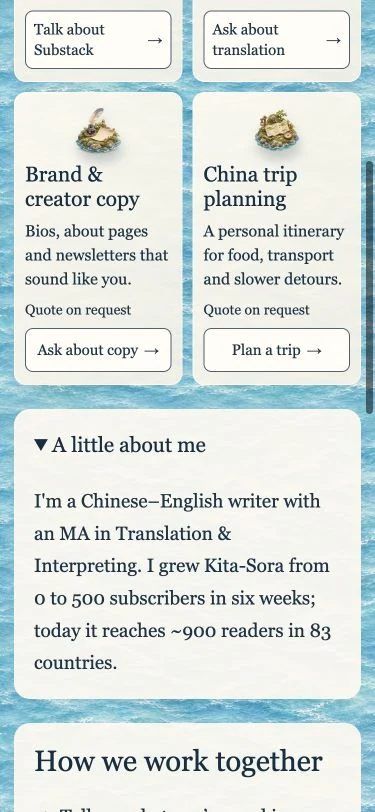 Talk about
Substack →
Ask about
translation →
Brand &
creator copy
Bios, about pages
and newsletters that
sound like you.
Quote on request
Ask about copy →
China trip
planning
A personal itinerary
for food, transport
and slower detours.
Quote on request
Plan a trip →
▼ A little about me
I'm a Chinese–English writer with
an MA in Translation &
Interpreting. I grew Kita-Sora from
0 to 500 subscribers in six weeks;
today it reaches ~900 readers in 83
countries.
How we work together